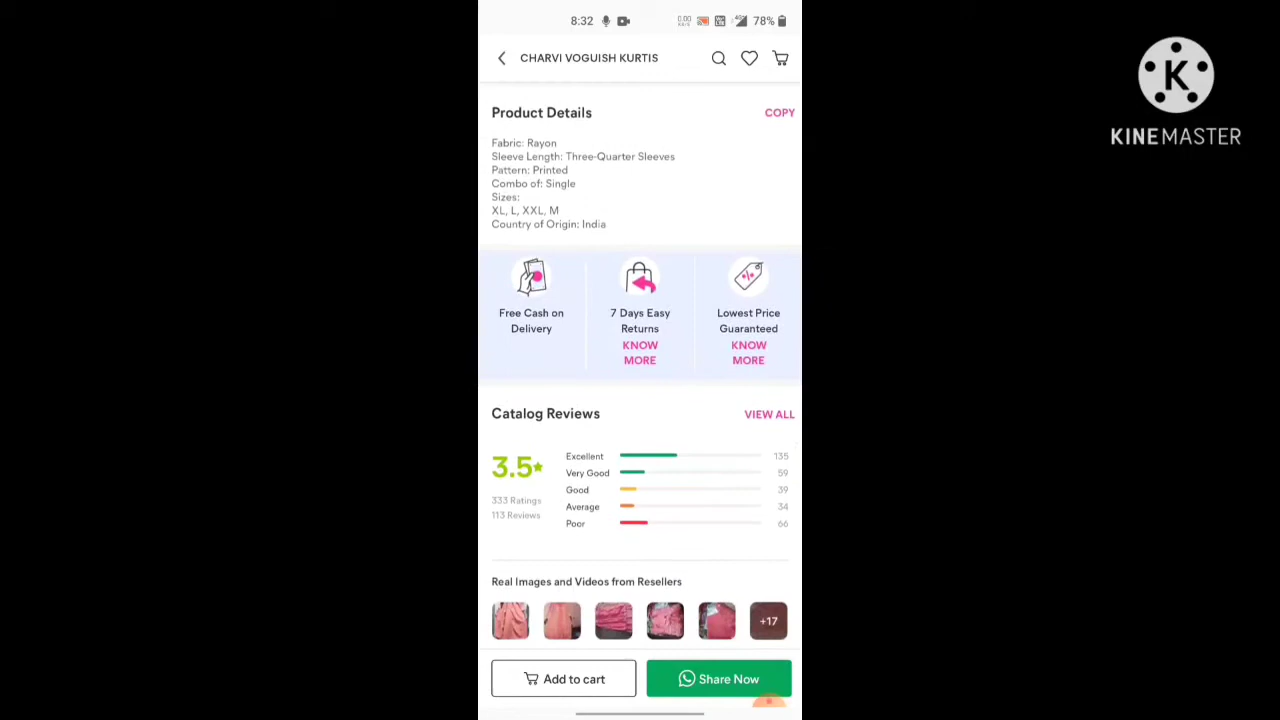 8:32
0.00
KB/S
4G
78%
CHARVI VOGUISH KURTIS
K
KINEMASTER
Product Details
COPY
Fabric: Rayon
Sleeve Length: Three-Quarter Sleeves
Pattern: Printed
Combo of: Single
Sizes:
XL, L, XXL, M
Country of Origin: India
Free Cash on
Delivery
7 Days Easy
Returns
KNOW
MORE
Lowest Price
Guaranteed
KNOW
MORE
Catalog Reviews
VIEW ALL
3.5
333 Ratings
113 Reviews
Excellent 135
Very Good 59
Good 39
Average 34
Poor 66
Real Images and Videos from Resellers
+17
Add to cart
Share Now